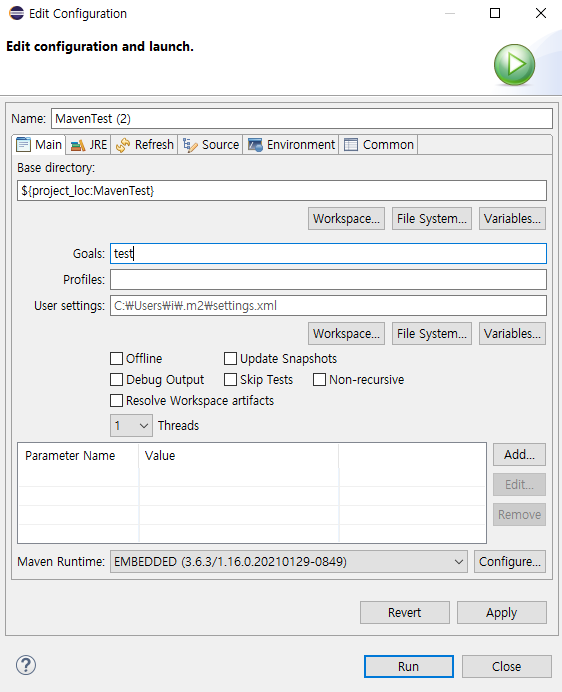 Edit Configuration
Edit configuration and launch.
Name: MavenTest (2)
Main JRE Refresh Source Environment Common
Base directory:
${project_loc:MavenTest}
Workspace... File System... Variables...
Goals: test
Profiles:
User settings: C:₩Users₩i₩.m2₩settings.xml
Workspace... File System... Variables...
Offline Update Snapshots
Debug Output Skip Tests Non-recursive
Resolve Workspace artifacts
1 Threads
Parameter Name Value Add...
Edit...
Remove
Maven Runtime: EMBEDDED (3.6.3/1.16.0.20210129-0849) Configure...
Revert Apply
? Run Close